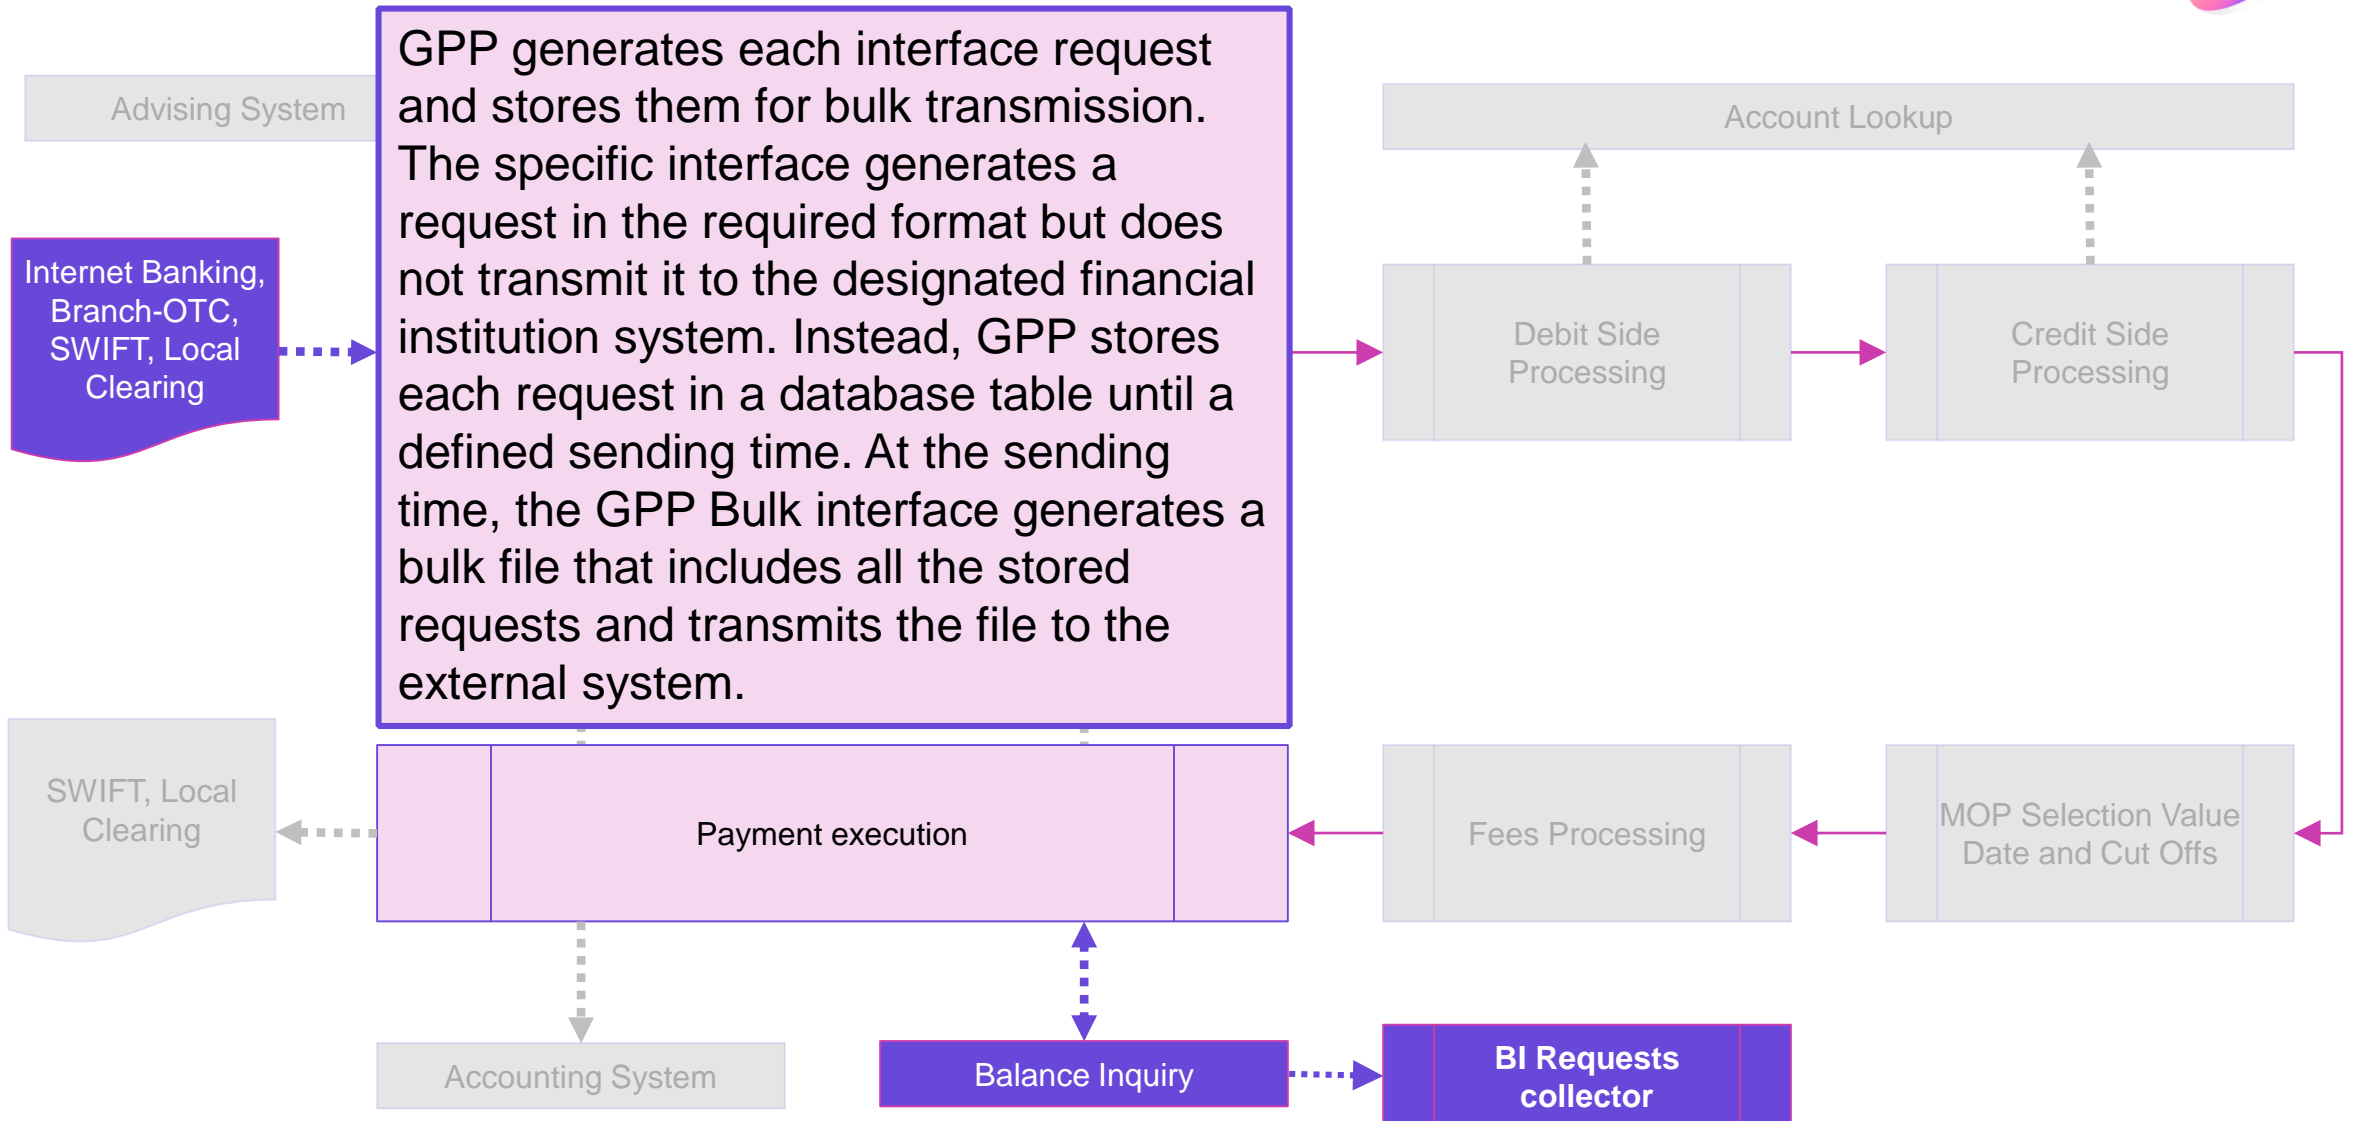 GPP generates each interface request
and stores them for bulk transmission.
The specific interface generates a
request in the required format but does
not transmit it to the designated financial
institution system. Instead, GPP stores
each request in a database table until a
defined sending time. At the sending
time, the GPP Bulk interface generates a
bulk file that includes all the stored
requests and transmits the file to the
external system.
Advising System
Account Lookup
Internet Banking,
Branch-OTC,
SWIFT, Local
Clearing
Debit Side
Processing
Credit Side
Processing
SWIFT, Local
Clearing
Payment execution
Fees Processing
MOP Selection Value
Date and Cut Offs
Accounting System
Balance Inquiry
BI Requests
collector